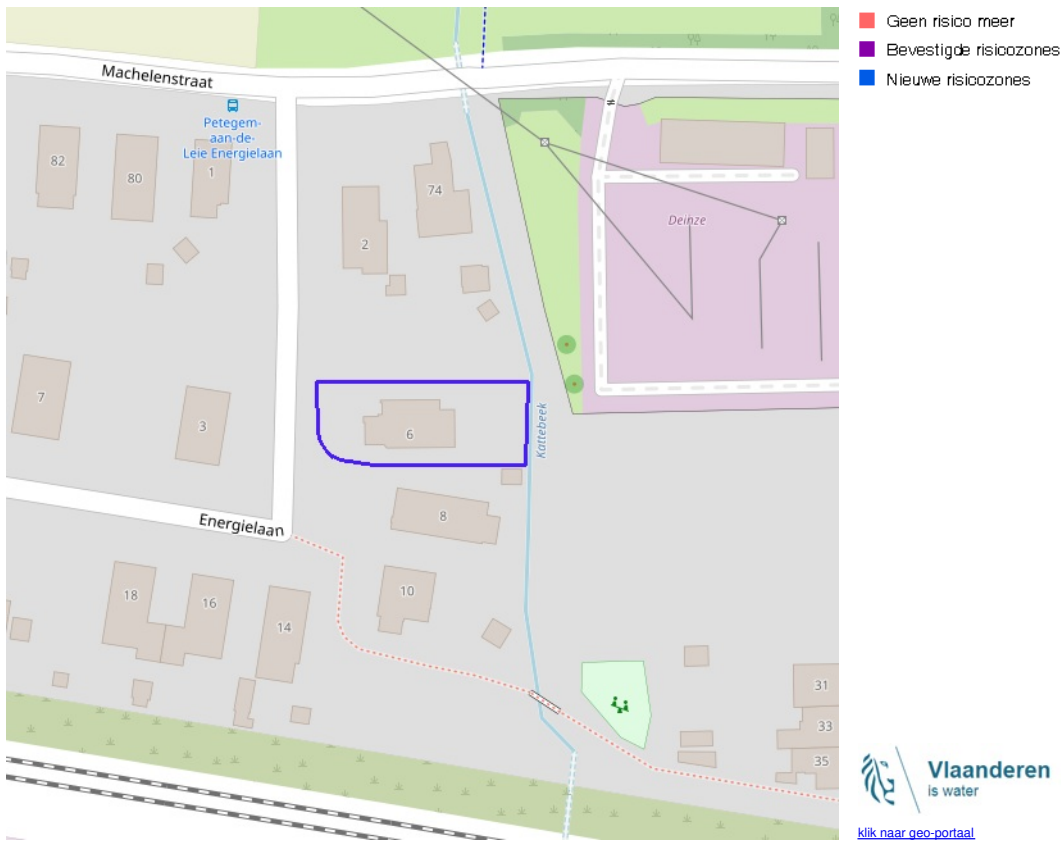 Machelenstraat
Petegem-
aan-de-
Leie Energielaan
82
80
1
74
2
Deinze
7
3
6
Kattebeek
8
Energielaan
10
18
16
14
31
33
35
Geen risico meer
Bevestigde risicozones
Nieuwe risicozones
Vlaanderen
is water
klik naar geo-portaal